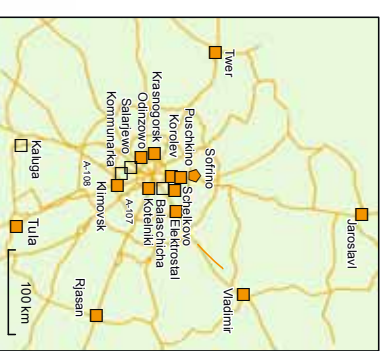 Twer
Jaroslavl
Sofrino
Puschkino
Korolev
Krasnogorsk
Odinzowo
Salarjewo
Kommunarka
Schelkovo
Elektrostal
Balaschicha
Kotelniki
Klimovsk
A-107
A-108
Vladimir
Kaluga
Tula
Rjasan
100 km